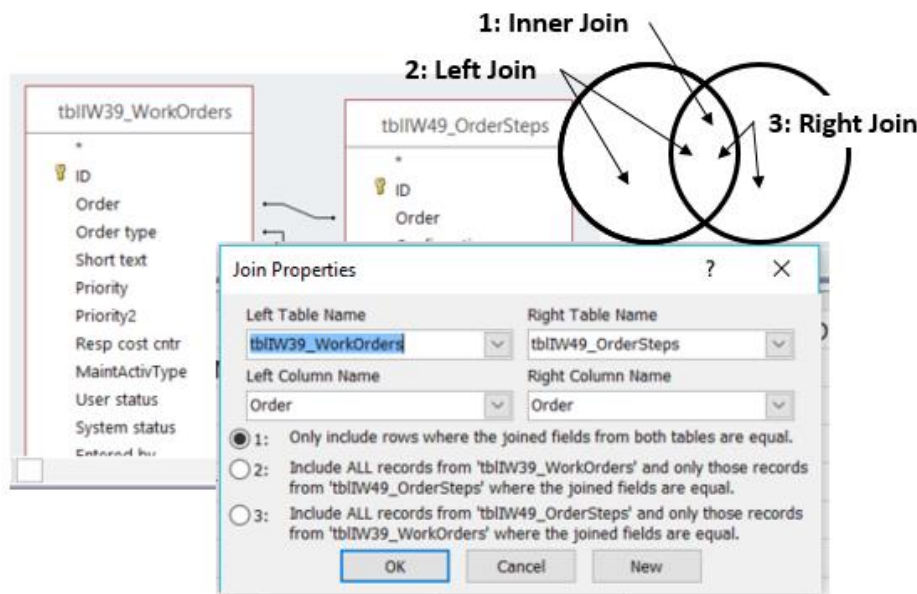 1: Inner Join
2: Left Join
3: Right Join
tblIW39_WorkOrders
*
ID
Order
Order type
Short text
Priority
Priority2
Resp cost cntr
MaintActivType
User status
System status
Entered by
tblIW49_OrderSteps
*
ID
Order
Join Properties
?
Left Table Name
Right Table Name
tblIW39_WorkOrders
tblIW49_OrderSteps
Left Column Name
Right Column Name
Order
Order
1: Only include rows where the joined fields from both tables are equal.
2: Include ALL records from 'tblIW39_WorkOrders' and only those records
from 'tblIW49_OrderSteps' where the joined fields are equal.
3: Include ALL records from 'tblIW49_OrderSteps' and only those records
from 'tblIW39_WorkOrders' where the joined fields are equal.
OK
Cancel
New